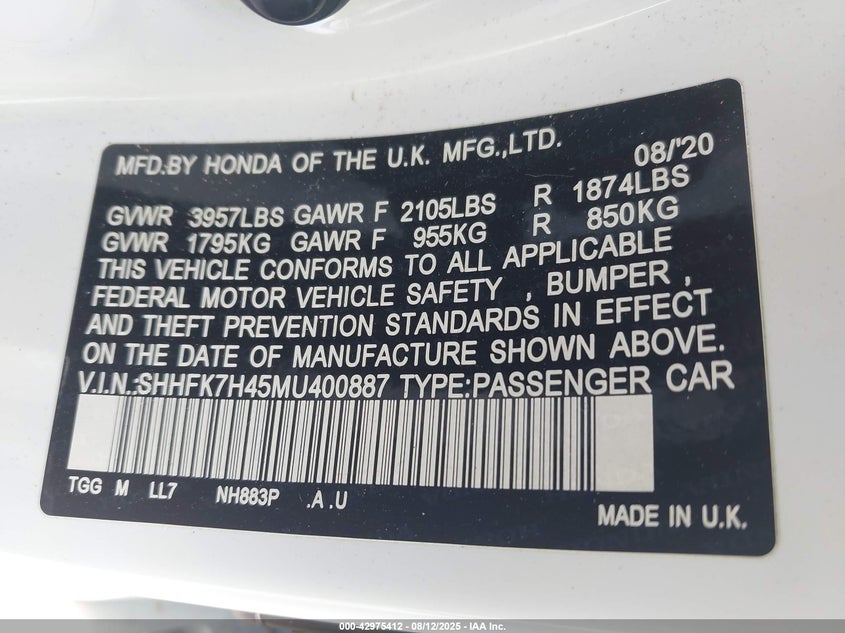 MFD.BY HONDA OF THE U.K. MFG.,LTD. 08/'20
GVWR 3957LBS GAWR F 2105LBS R 1874LBS
GVWR 1795KG GAWR F 955KG R 850KG
THIS VEHICLE CONFORMS TO ALL APPLICABLE
FEDERAL MOTOR VEHICLE SAFETY , BUMPER ,
AND THEFT PREVENTION STANDARDS IN EFFECT
ON THE DATE OF MANUFACTURE SHOWN ABOVE.
V.I.N.:SHHFK7H45MU400887 TYPE:PASSENGER CAR
TGG M LL7 NH883P .A .U
MADE IN U.K.
000-42975412 - 08/12/2025 - IAA Inc.